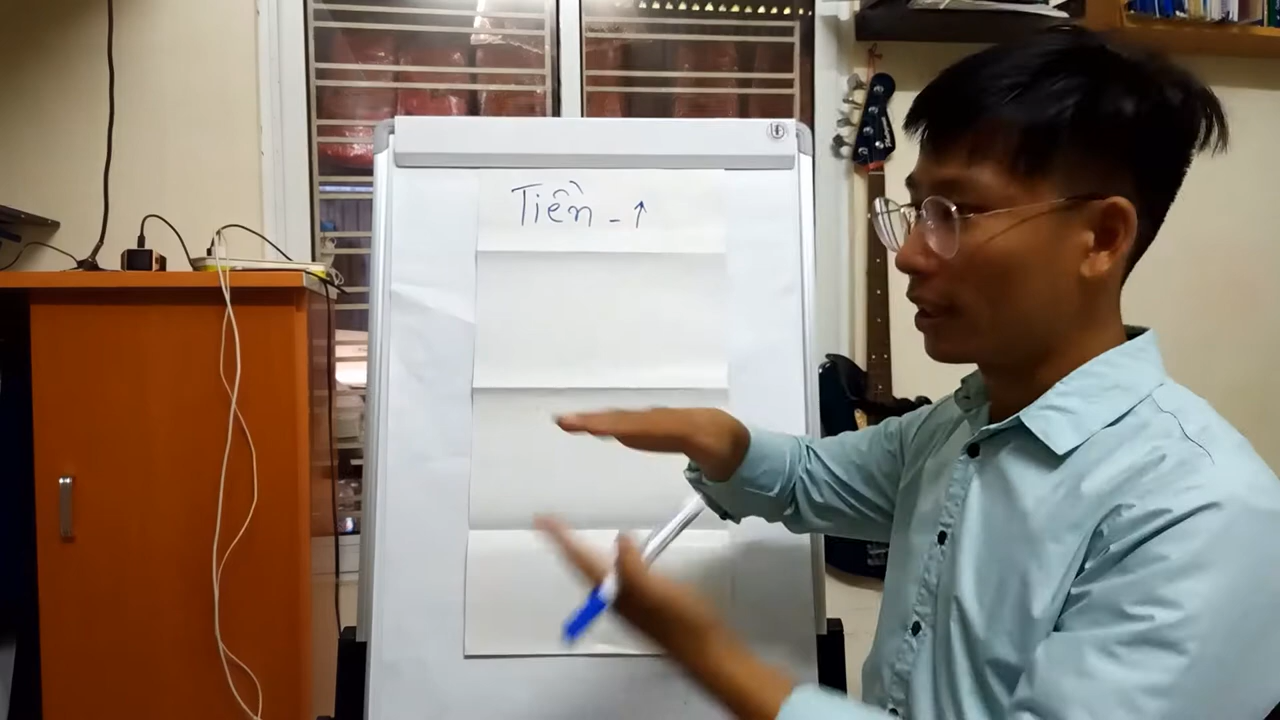 Tiền - ↑